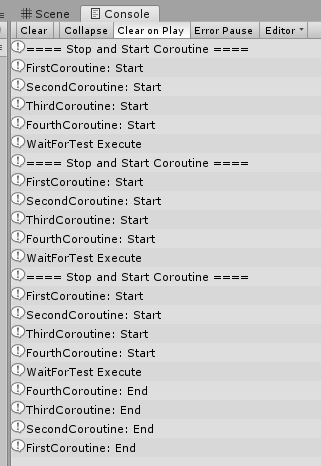 Scene Console
Clear Collapse Clear on Play Error Pause Editor
==== Stop and Start Coroutine ====
FirstCoroutine: Start
SecondCoroutine: Start
ThirdCoroutine: Start
FourthCoroutine: Start
WaitForTest Execute
==== Stop and Start Coroutine ====
FirstCoroutine: Start
SecondCoroutine: Start
ThirdCoroutine: Start
FourthCoroutine: Start
WaitForTest Execute
==== Stop and Start Coroutine ====
FirstCoroutine: Start
SecondCoroutine: Start
ThirdCoroutine: Start
FourthCoroutine: Start
WaitForTest Execute
FourthCoroutine: End
ThirdCoroutine: End
SecondCoroutine: End
FirstCoroutine: End